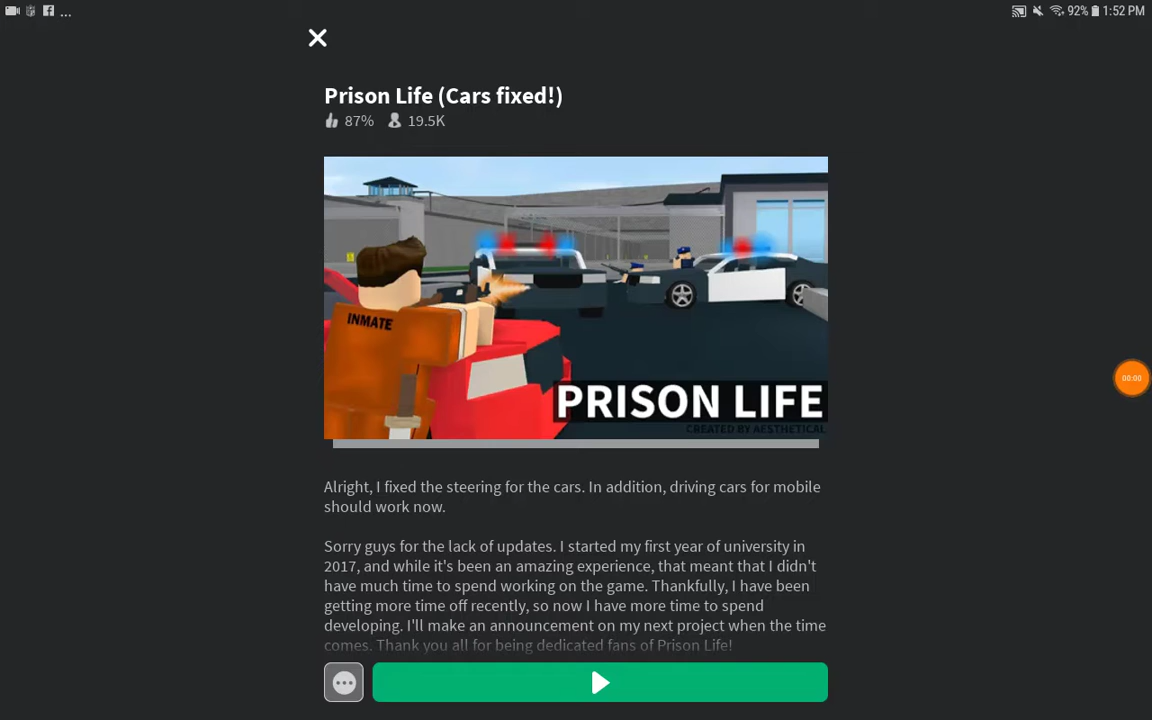 ... 92% 1:52 PM
Prison Life (Cars fixed!)
87% 19.5K
INMATE
PRISON LIFE
CREATED BY AESTHETICAL
00:00
Alright, I fixed the steering for the cars. In addition, driving cars for mobile
should work now.
Sorry guys for the lack of updates. I started my first year of university in
2017, and while it's been an amazing experience, that meant that I didn't
have much time to spend working on the game. Thankfully, I have been
getting more time off recently, so now I have more time to spend
developing. I'll make an announcement on my next project when the time
comes. Thank you all for being dedicated fans of Prison Life!